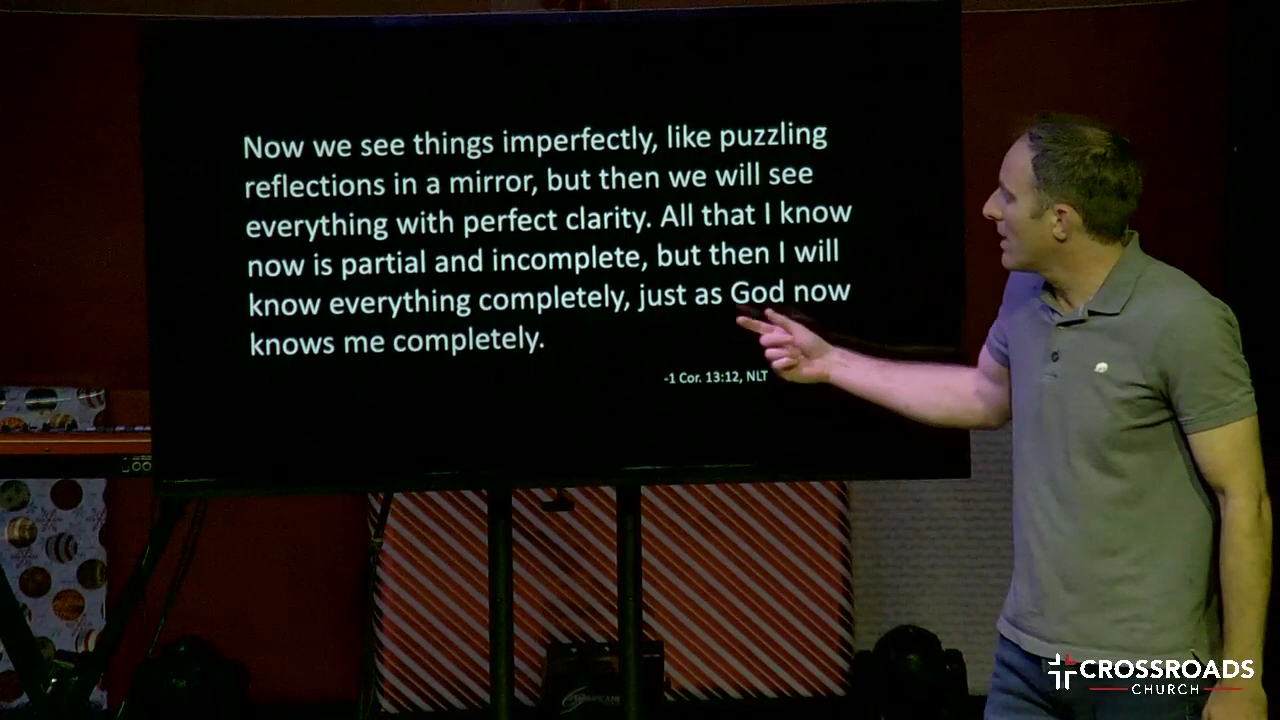 Now we see things imperfectly, like puzzling
reflections in a mirror, but then we will see
everything with perfect clarity. All that I know
now is partial and incomplete, but then I will
know everything completely, just as God now
knows me completely.
-1 Cor. 13:12, NLT
CROSSROADS
CHURCH